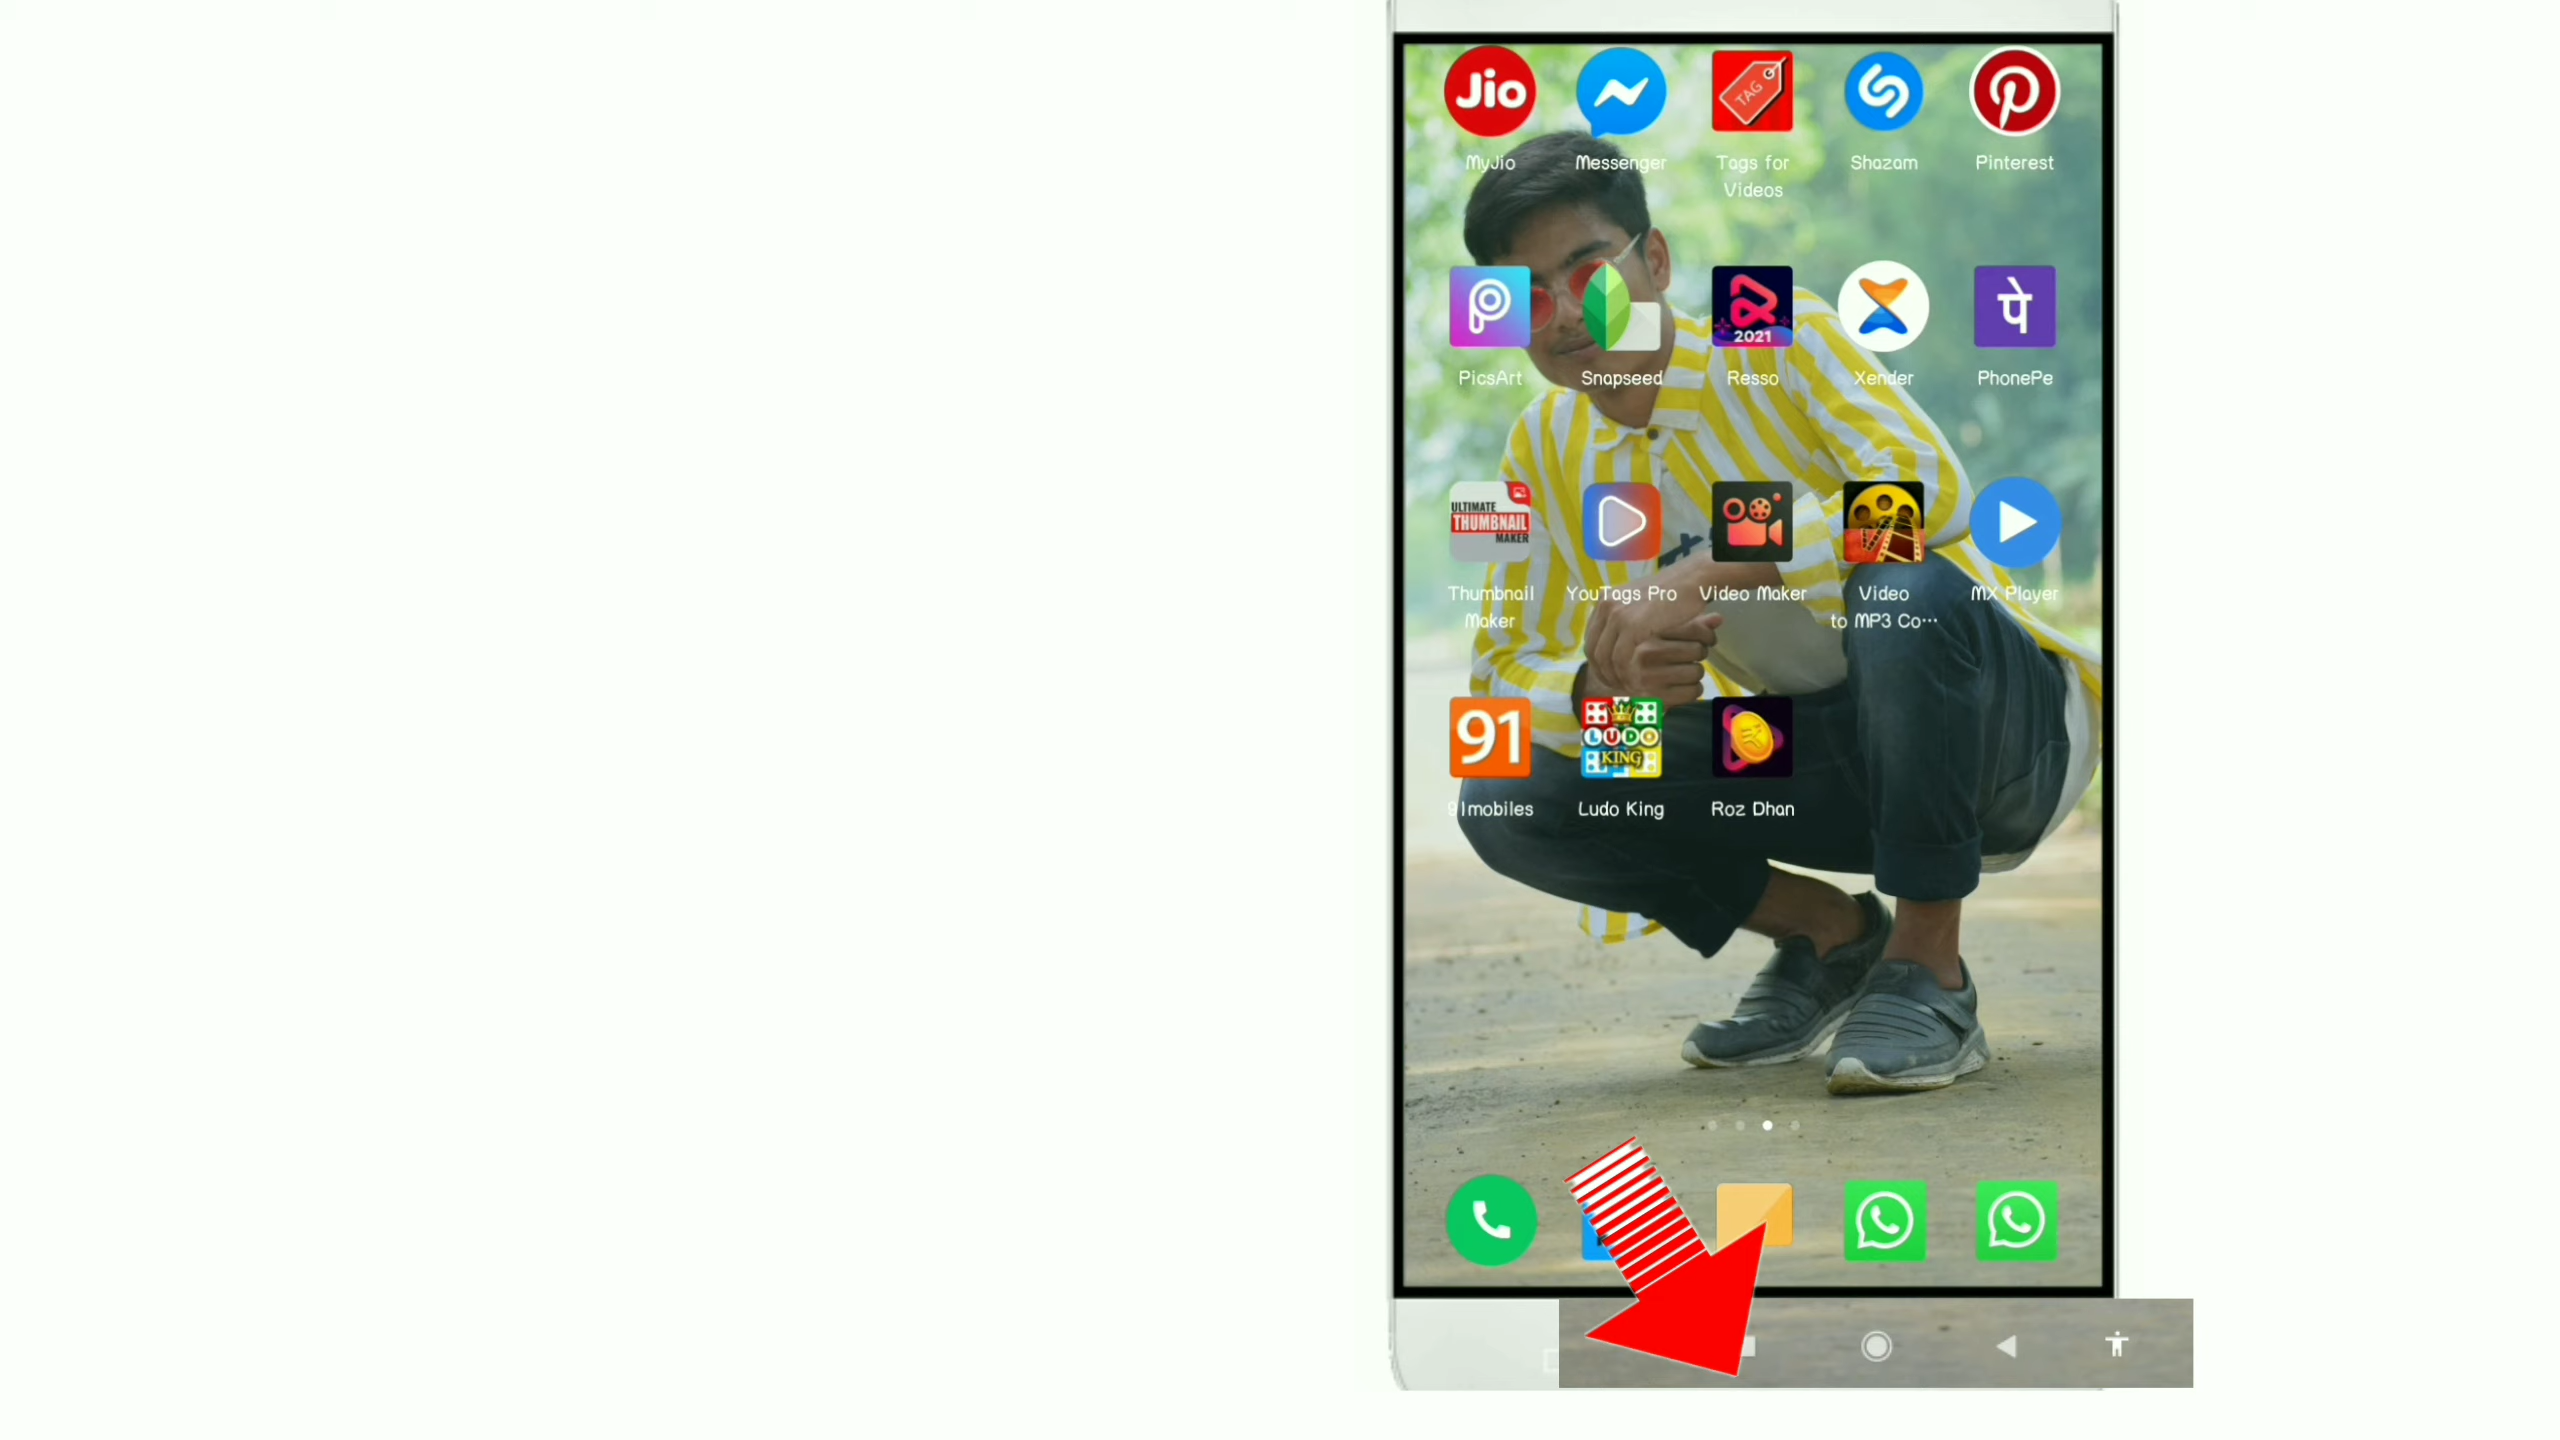 Jio
TAG
MyJio
Messenger
Tags for
Videos
Shazam
Pinterest
2021
पे
PicsArt
Snapseed
Resso
Xender
PhonePe
ULTIMATE
THUMBNAIL
MAKER
Thumbnail
Maker
YouTags Pro
Video Maker
Video
to MP3 Co···
MX Player
91
LUDO
KING
91mobiles
Ludo King
Roz Dhan